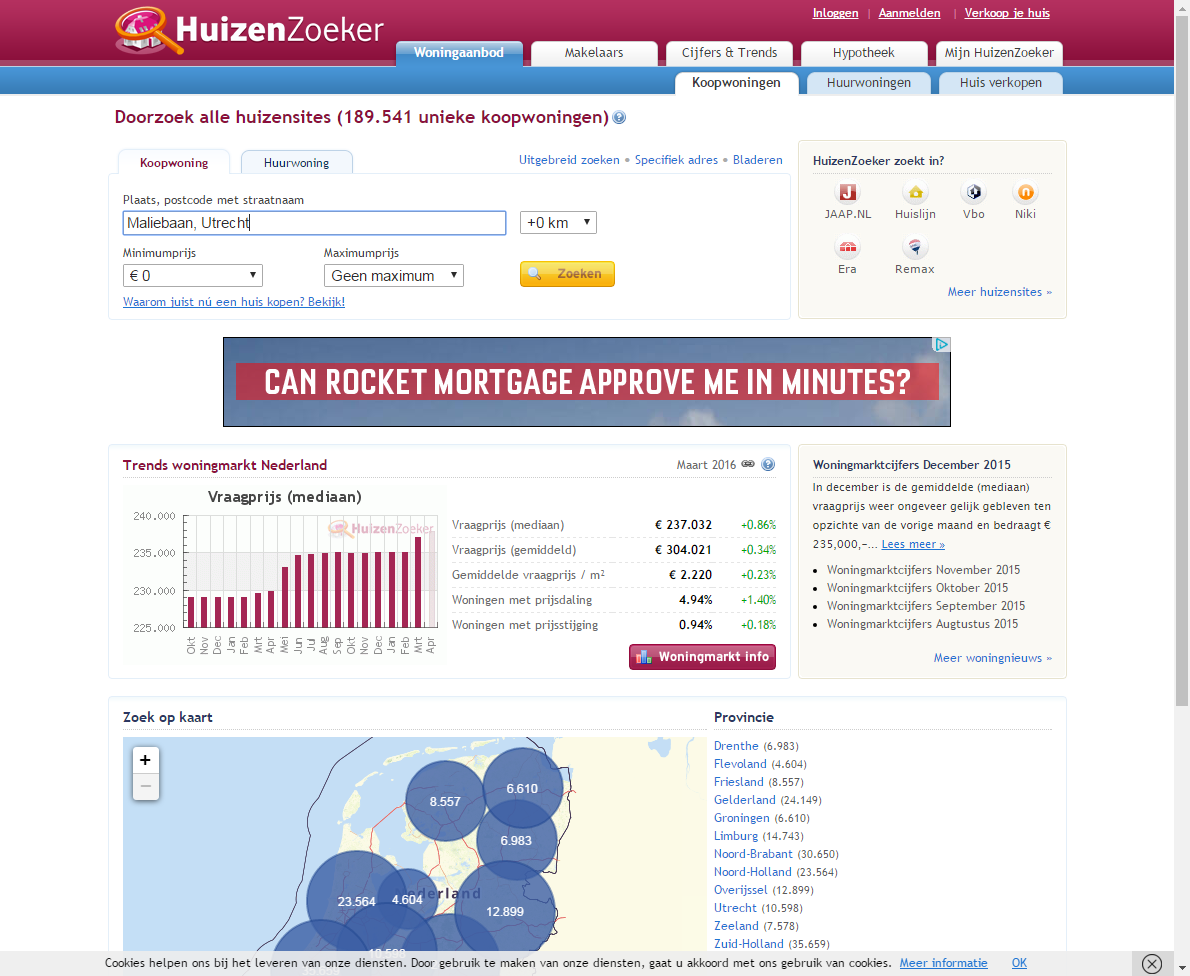 Inloggen | Aanmelden | Verkoop je huis
HuizenZoeker
Woningaanbod Makelaars Cijfers & Trends Hypotheek Mijn HuizenZoeker
Koopwoningen Huurwoningen Huis verkopen
Doorzoek alle huizensites (189.541 unieke koopwoningen)
Koopwoning Huurwoning
Uitgebreid zoeken • Specifiek adres • Bladeren
Plaats, postcode met straatnaam
Maliebaan, Utrecht +0 km
Minimumprijs Maximumprijs
€ 0 Geen maximum Zoeken
Waarom juist nú een huis kopen? Bekijk!
HuizenZoeker zoekt in?
JAAP.NL Huislijn Vbo Niki
Era Remax
Meer huizensites »
CAN ROCKET MORTGAGE APPROVE ME IN MINUTES?
Trends woningmarkt Nederland
Maart 2016
Vraagprijs (mediaan)
HuizenZoeker
240.000
235.000
230.000
225.000
Okt Nov Dec Jan Feb Mrt Apr Mei Jun Jul Aug Sep Okt Nov Dec Jan Feb Mrt Apr
Vraagprijs (mediaan) € 237.032 +0.86%
Vraagprijs (gemiddeld) € 304.021 +0.34%
Gemiddelde vraagprijs / m² € 2.220 +0.23%
Woningen met prijsdaling 4.94% +1.40%
Woningen met prijsstijging 0.94% +0.18%
Woningmarkt info
Woningmarktcijfers December 2015
In december is de gemiddelde (mediaan)
vraagprijs weer ongeveer gelijk gebleven ten
opzichte van de vorige maand en bedraagt €
235,000,-... Lees meer »
• Woningmarktcijfers November 2015
• Woningmarktcijfers Oktober 2015
• Woningmarktcijfers September 2015
• Woningmarktcijfers Augtustus 2015
Meer woningnieuws »
Zoek op kaart
+
−
8.557
6.610
6.983
23.564
4.604
12.899
Provincie
Drenthe (6.983)
Flevoland (4.604)
Friesland (8.557)
Gelderland (24.149)
Groningen (6.610)
Limburg (14.743)
Noord-Brabant (30.650)
Noord-Holland (23.564)
Overijssel (12.899)
Utrecht (10.598)
Zeeland (7.578)
Zuid-Holland (35.659)
Cookies helpen ons bij het leveren van onze diensten. Door gebruik te maken van onze diensten, gaat u akkoord met ons gebruik van cookies. Meer informatie OK